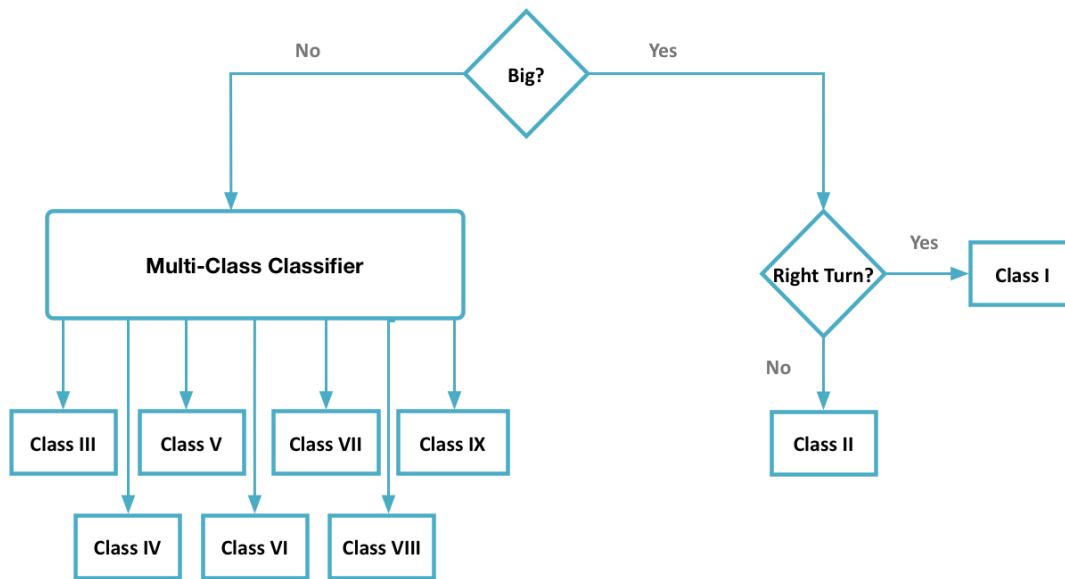 No
Yes
Big?
Multi-Class Classifier
Yes
Right Turn?
Class I
No
Class III
Class V
Class VII
Class IX
Class II
Class IV
Class VI
Class VIII